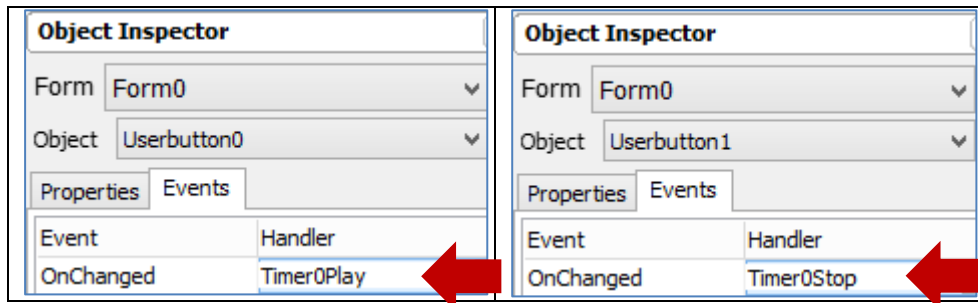 Object Inspector
Form Form0
Object Userbutton0
Properties Events
Event Handler
OnChanged Timer0Play
Object Inspector
Form Form0
Object Userbutton1
Properties Events
Event Handler
OnChanged Timer0Stop